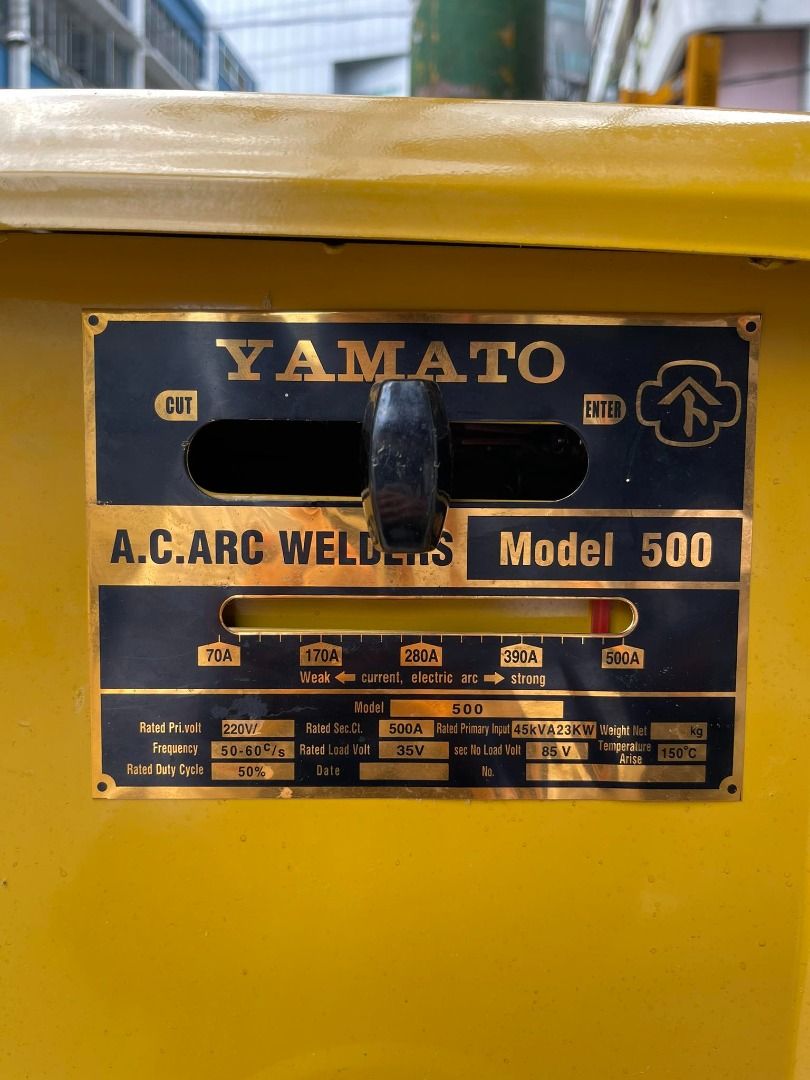 YAMATO
CUT
ENTER
A.C.ARC WELDERS
Model 500
70A 170A 280A 390A 500A
Weak current, electric arc strong
Model 500
Rated Pri.volt 220V/ Rated Sec.Ct. 500A Rated Primary Input 45kVA23KW Weight Net kg
Frequency 50-60c/s Rated Load Volt 35V sec No Load Volt 85 V Temperature Arise 150°C
Rated Duty Cycle 50% Date No.